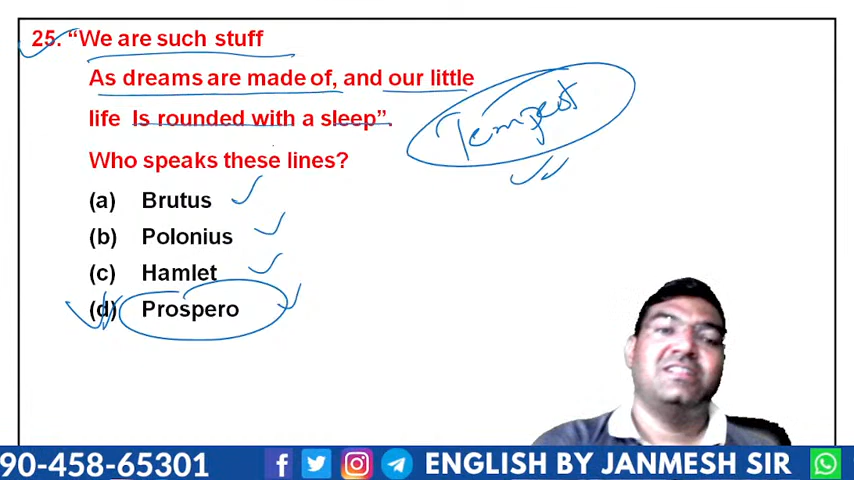 25. “We are such stuff
As dreams are made of, and our little
life Is rounded with a sleep”.
Tempest
Who speaks these lines?
(a) Brutus
(b) Polonius
(c) Hamlet
(d) Prospero
90-458-65301 ENGLISH BY JANMESH SIR